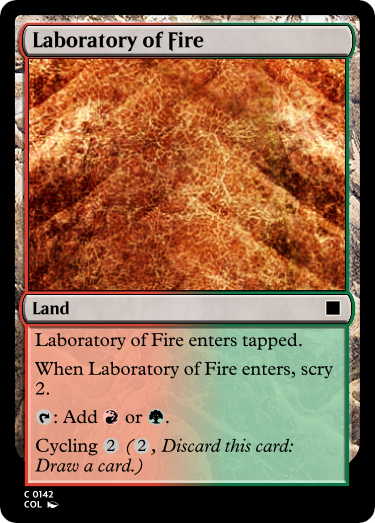 Laboratory of Fire
Land
Laboratory of Fire enters tapped.
When Laboratory of Fire enters, scry
2.
: Add or .
Cycling 2 ( 2 , Discard this card:
Draw a card.)
C 0142
COL